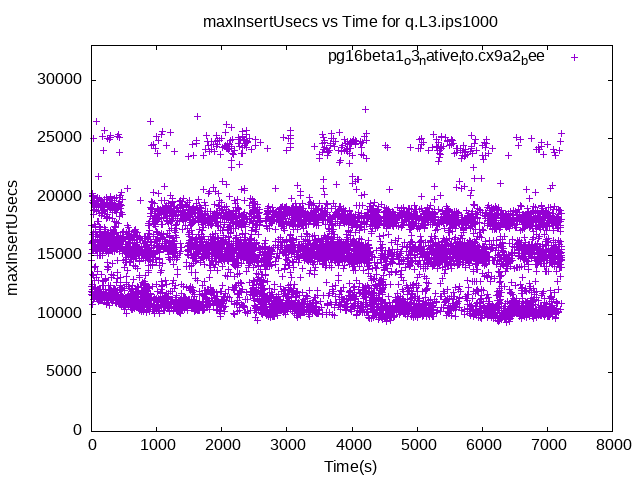 maxInsertUsecs vs Time for q.L3.ips1000
pg16beta1_o3_native_lto.cx9a2_bee
30000
25000
20000
15000
10000
5000
0
maxInsertUsecs
0 1000 2000 3000 4000 5000 6000 7000 8000
Time(s)